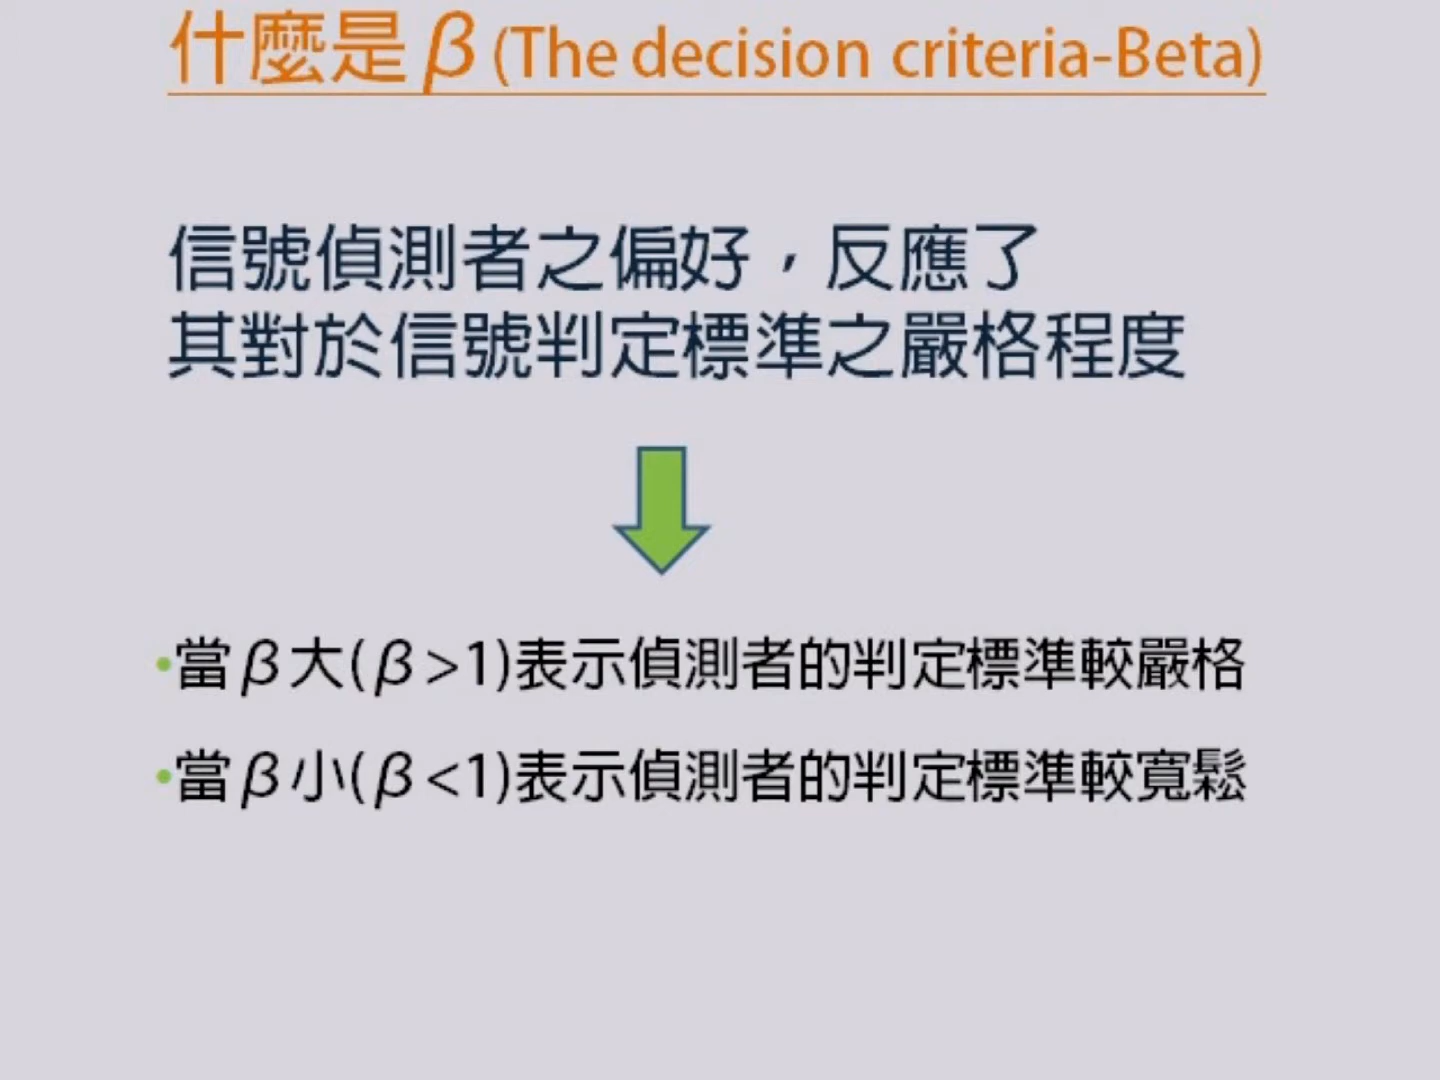 什麼是β(The decision criteria-Beta)
信號偵測者之偏好，反應了
其對於信號判定標準之嚴格程度
•當β大(β>1)表示偵測者的判定標準較嚴格
•當β小(β<1)表示偵測者的判定標準較寬鬆